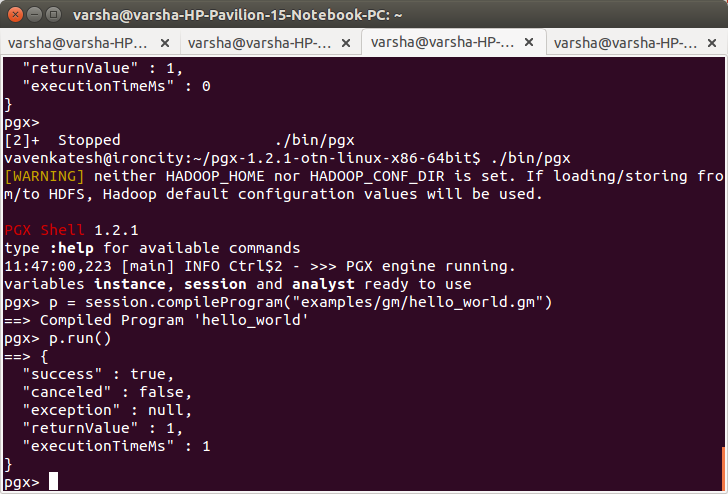 varsha@varsha-HP-Pavilion-15-Notebook-PC: ~
varsha@varsha-HP... × varsha@varsha-HP-... × varsha@varsha-HP-... × varsha@varsha-HP-... ×
"returnValue" : 1,
"executionTimeMs" : 0
}
pgx>
[2]+  Stopped                 ./bin/pgx
vavenkatesh@ironcity:~/pgx-1.2.1-otn-linux-x86-64bit$ ./bin/pgx
[WARNING] neither HADOOP_HOME nor HADOOP_CONF_DIR is set. If loading/storing fro
m/to HDFS, Hadoop default configuration values will be used.
PGX Shell 1.2.1
type :help for available commands
11:47:00,223 [main] INFO Ctrl$2 - >>> PGX engine running.
variables instance, session and analyst ready to use
pgx> p = session.compileProgram("examples/gm/hello_world.gm")
==> Compiled Program 'hello_world'
pgx> p.run()
==> {
"success" : true,
"canceled" : false,
"exception" : null,
"returnValue" : 1,
"executionTimeMs" : 1
}
pgx>